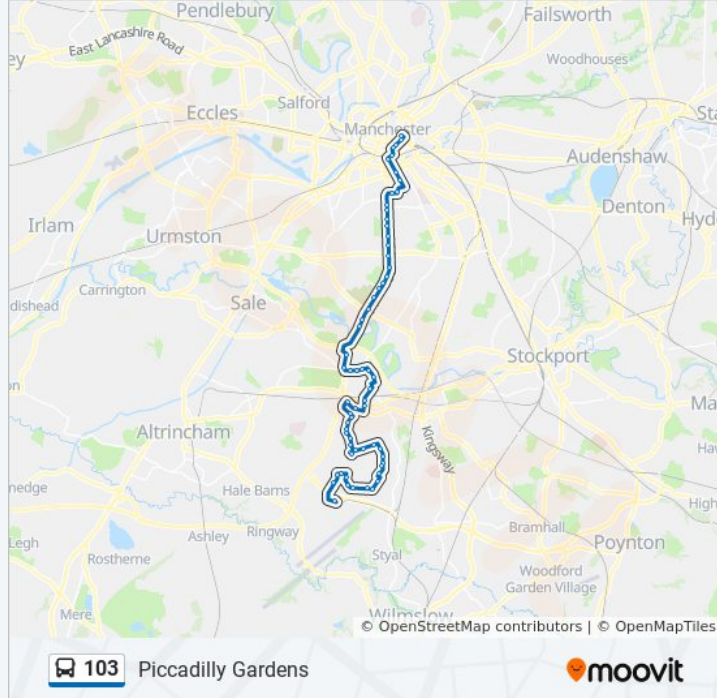 Pendlebury
Failsworth
East Lancashire Road
Woodhouses
Salford
Eccles
Manchester
Audenshaw
Denton
Irlam
Urmston
Carrington
Sale
Stockport
Altrincham
Kingsway
Hale Barns
Ringway
Ashley
Bramhall
Rostherne
Styal
Poynton
Woodford
Garden Village
Mere
Wilmslow
© OpenStreetMap contributors | © OpenMapTiles
103 Piccadilly Gardens
moovit